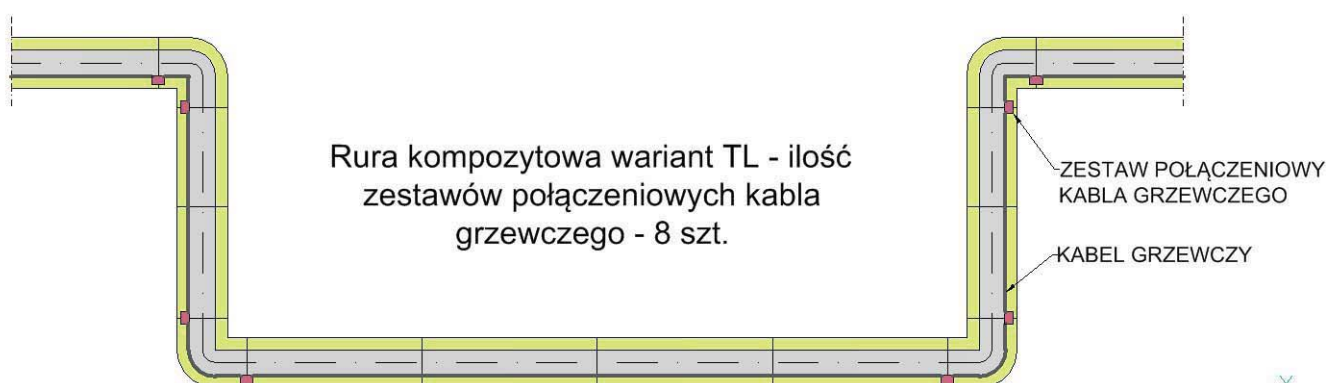 Rura kompozytowa wariant TL - ilość
zestawów połączeniowych kabla
grzewczego - 8 szt.
ZESTAW POŁĄCZENIOWY
KABLA GRZEWCZEGO
KABEL GRZEWCZY